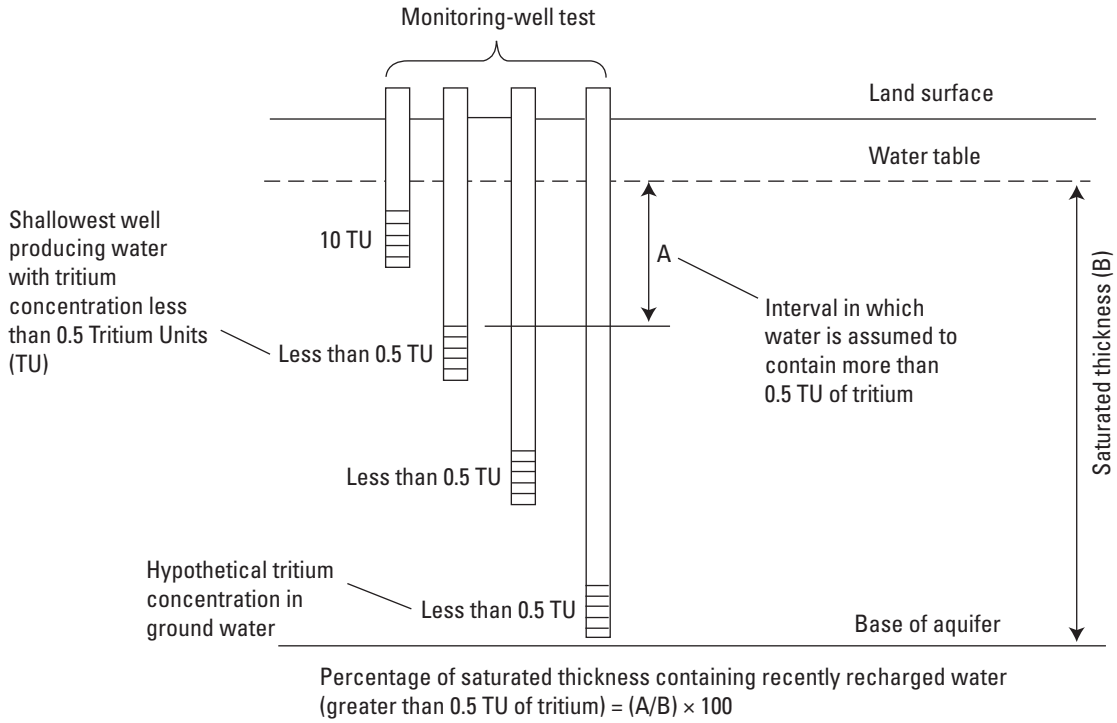 Monitoring-well test
Land surface
Water table
Shallowest well
producing water
with tritium
concentration less
than 0.5 Tritium Units
(TU)
10 TU
A
Interval in which
water is assumed to
contain more than
0.5 TU of tritium
Saturated thickness (B)
Less than 0.5 TU
Less than 0.5 TU
Hypothetical tritium
concentration in
ground water
Less than 0.5 TU
Base of aquifer
Percentage of saturated thickness containing recently recharged water
(greater than 0.5 TU of tritium) = (A/B) × 100